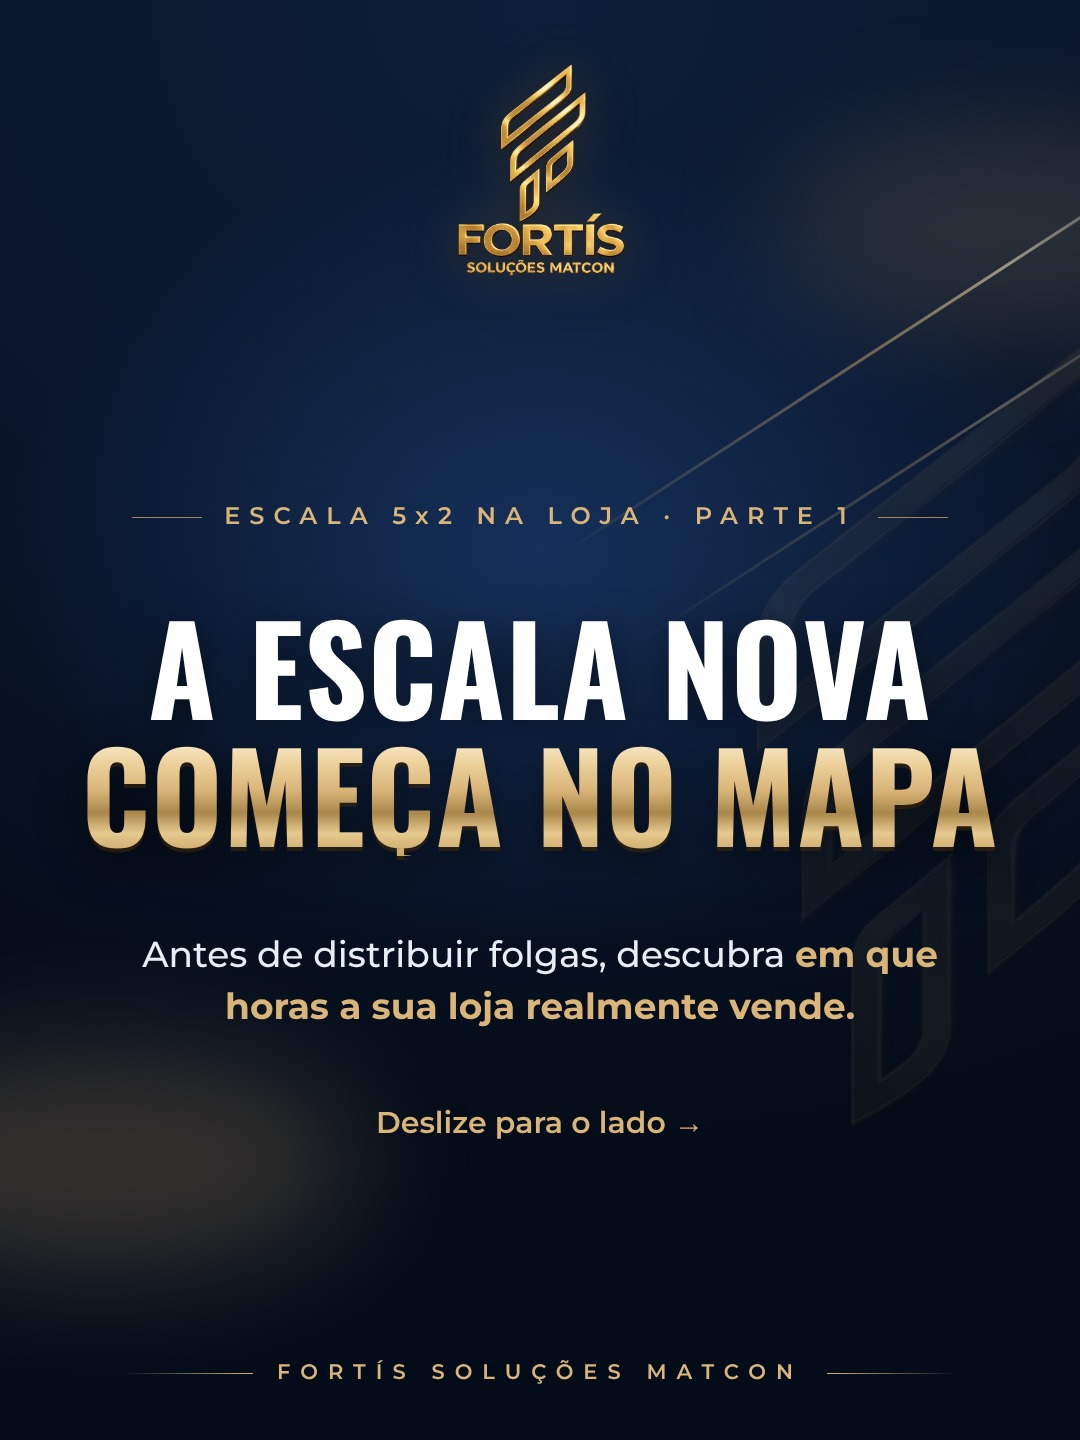 FORTÍS
SOLUÇÕES MATCON
ESCALA 5x2 NA LOJA · PARTE 1
A ESCALA NOVA
COMEÇA NO MAPA
Antes de distribuir folgas, descubra em que
horas a sua loja realmente vende.
Deslize para o lado →
FORTÍS SOLUÇÕES MATCON